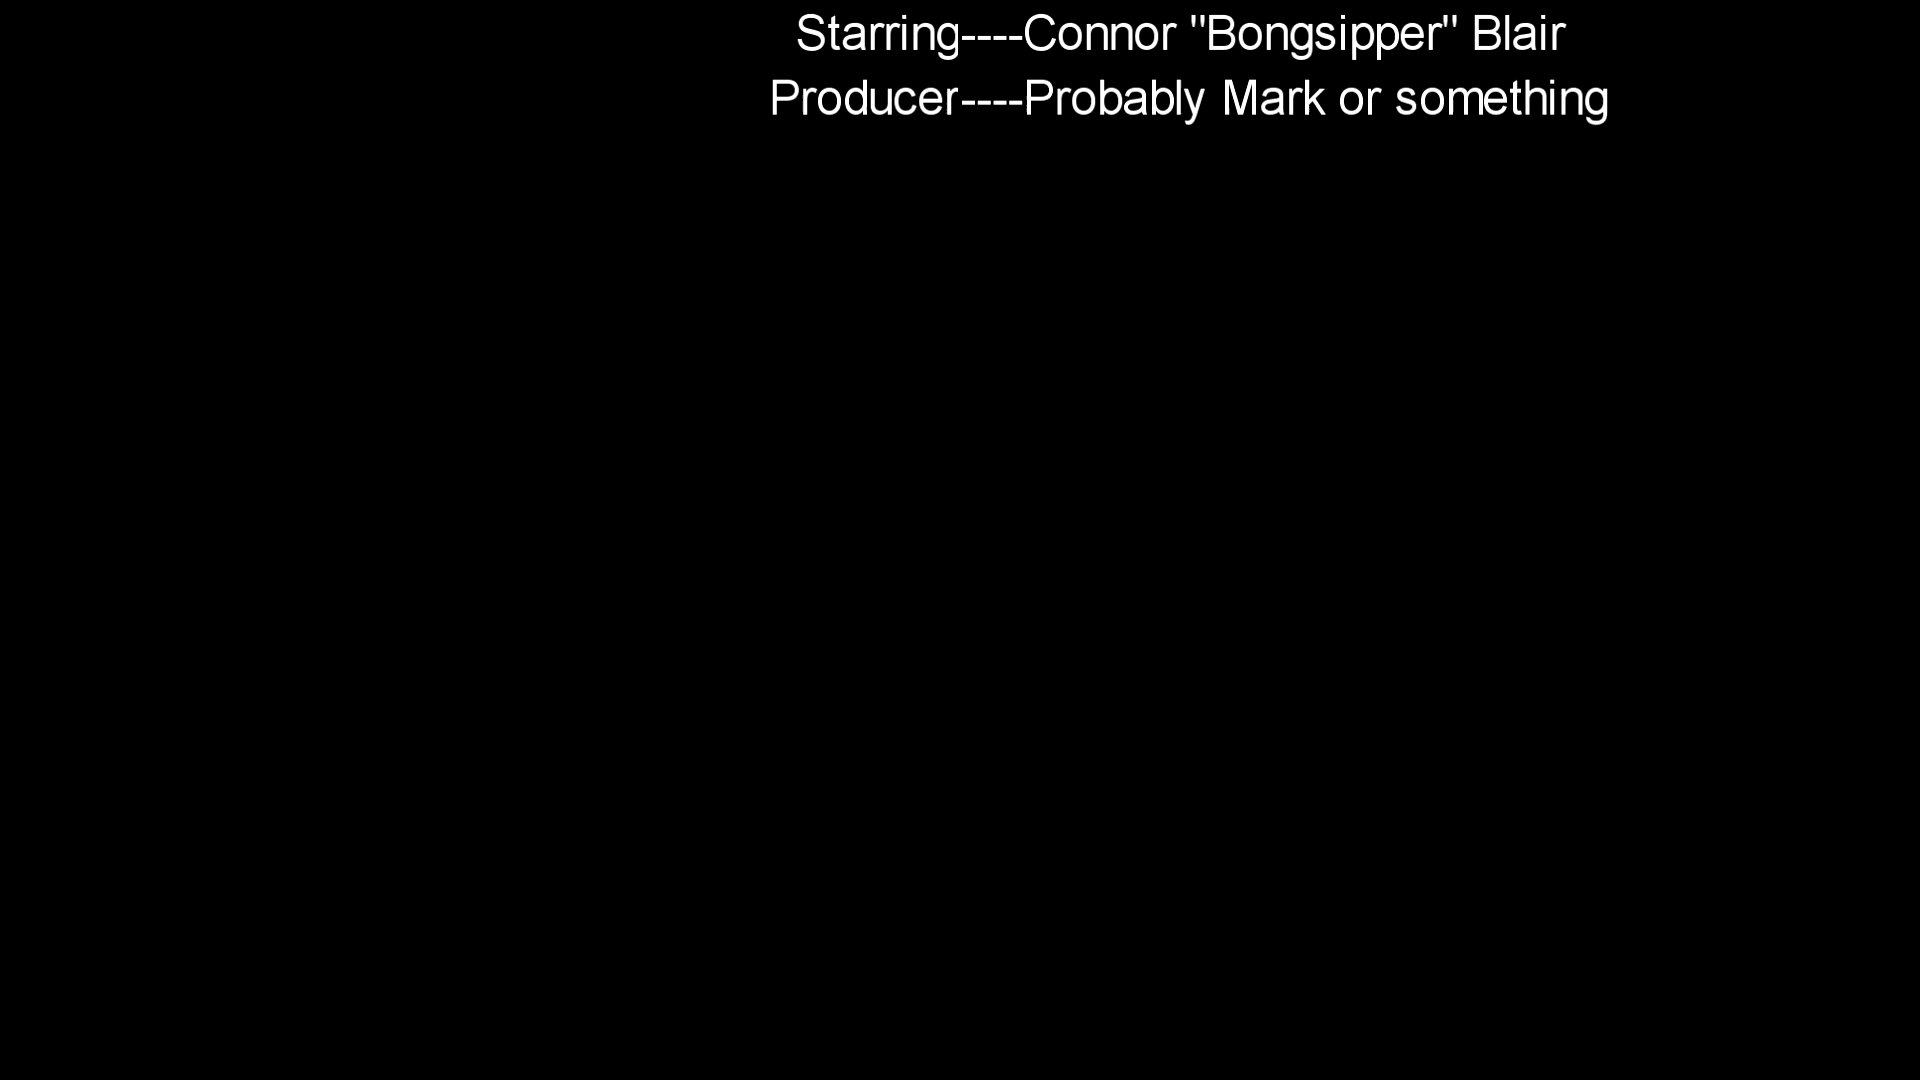 Starring----Connor "Bongsipper" Blair
Producer----Probably Mark or something